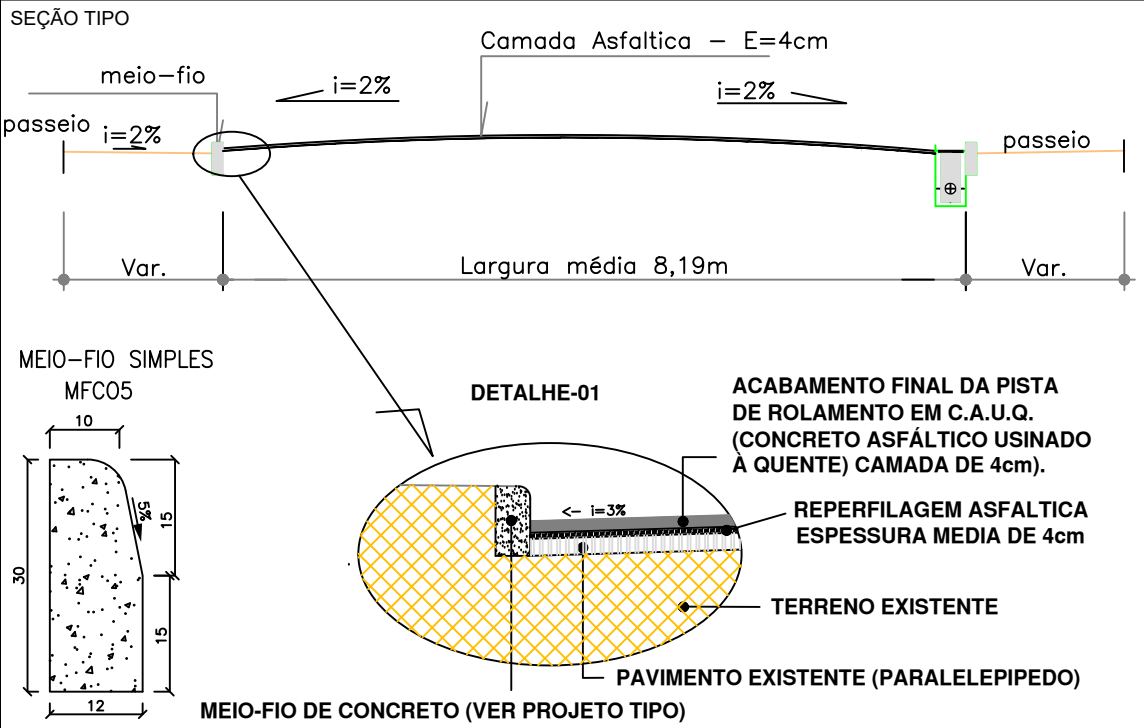 SEÇÃO TIPO
Camada Asfaltica - E=4cm
meio-fio
i=2%
i=2%
passeio
i=2%
passeio
Var.
Largura média 8,19m
Var.
MEIO-FIO SIMPLES
MFC05
10
5%
15
30
15
12
DETALHE-01
ACABAMENTO FINAL DA PISTA
DE ROLAMENTO EM C.A.U.Q.
(CONCRETO ASFÁLTICO USINADO
À QUENTE) CAMADA DE 4cm).
<- i=3%
REPERFILAGEM ASFALTICA
ESPESSURA MEDIA DE 4cm
TERRENO EXISTENTE
PAVIMENTO EXISTENTE (PARALELEPIPEDO)
MEIO-FIO DE CONCRETO (VER PROJETO TIPO)